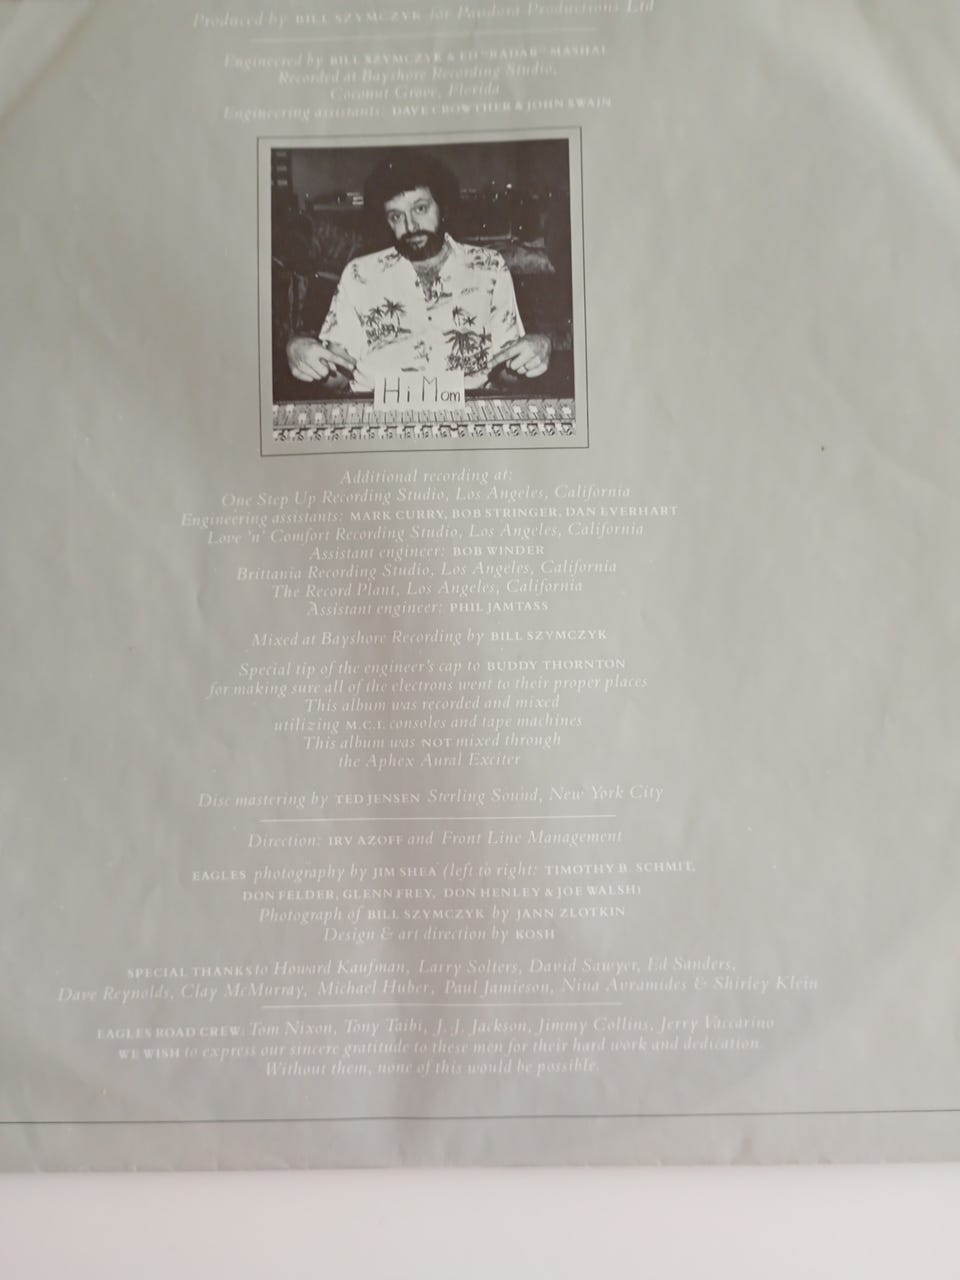 Produced by BILL SZYMCZYK for Pandora Productions Ltd
Engineered by BILL SZYMCZYK & ED "RADAR" MASHAL
Recorded at Bayshore Recording Studio,
Coconut Grove, Florida
Engineering assistants: DAVE CROWTHER & JOHN SWAIN
Hi Mom
Additional recording at:
One Step Up Recording Studio, Los Angeles, California
Engineering assistants: MARK CURRY, BOB STRINGER, DAN EVERHART
Love 'n' Comfort Recording Studio, Los Angeles, California
Assistant engineer: BOB WINDER
Brittania Recording Studio, Los Angeles, California
The Record Plant, Los Angeles, California
Assistant engineer: PHIL JAMTASS
Mixed at Bayshore Recording by BILL SZYMCZYK
Special tip of the engineer's cap to BUDDY THORNTON
for making sure all of the electrons went to their proper places
This album was recorded and mixed
utilizing M.C.I. consoles and tape machines
This album was NOT mixed through
the Aphex Aural Exciter
Disc mastering by TED JENSEN Sterling Sound, New York City
Direction: IRV AZOFF and Front Line Management
EAGLES photography by JIM SHEA (left to right: TIMOTHY B. SCHMIT,
DON FELDER, GLENN FREY, DON HENLEY & JOE WALSH)
Photograph of BILL SZYMCZYK by JANN ZLOTKIN
Design & art direction by KOSH
SPECIAL THANKS to Howard Kaufman, Larry Solters, David Sawyer, Ed Sanders,
Dave Reynolds, Clay McMurray, Michael Huber, Paul Jamieson, Nina Avramides & Shirley Klein
EAGLES ROAD CREW: Tom Nixon, Tony Taibi, J. J. Jackson, Jimmy Collins, Jerry Vaccarino
WE WISH to express our sincere gratitude to these men for their hard work and dedication
Without them, none of this would be possible.